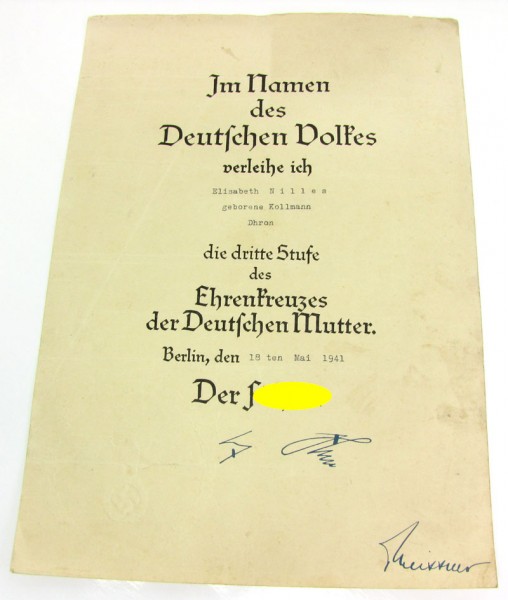 Im Namen
des
Deutschen Volkes
verleihe ich
Elisabeth Nilles
geborene Kollmann
Dhron
die dritte Stufe
des
Ehrenkreuzes
der Deutschen Mutter.
Berlin, den 18 ten Mai 1941
Der
Meissner